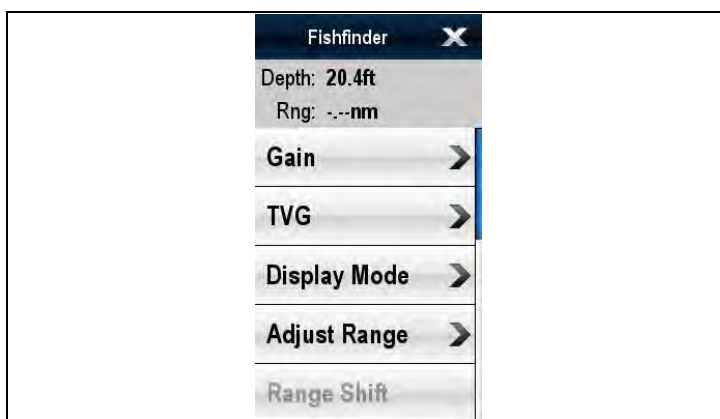 Fishfinder X
Depth: 20.4ft
Rng: -.--nm
Gain
TVG
Display Mode
Adjust Range
Range Shift